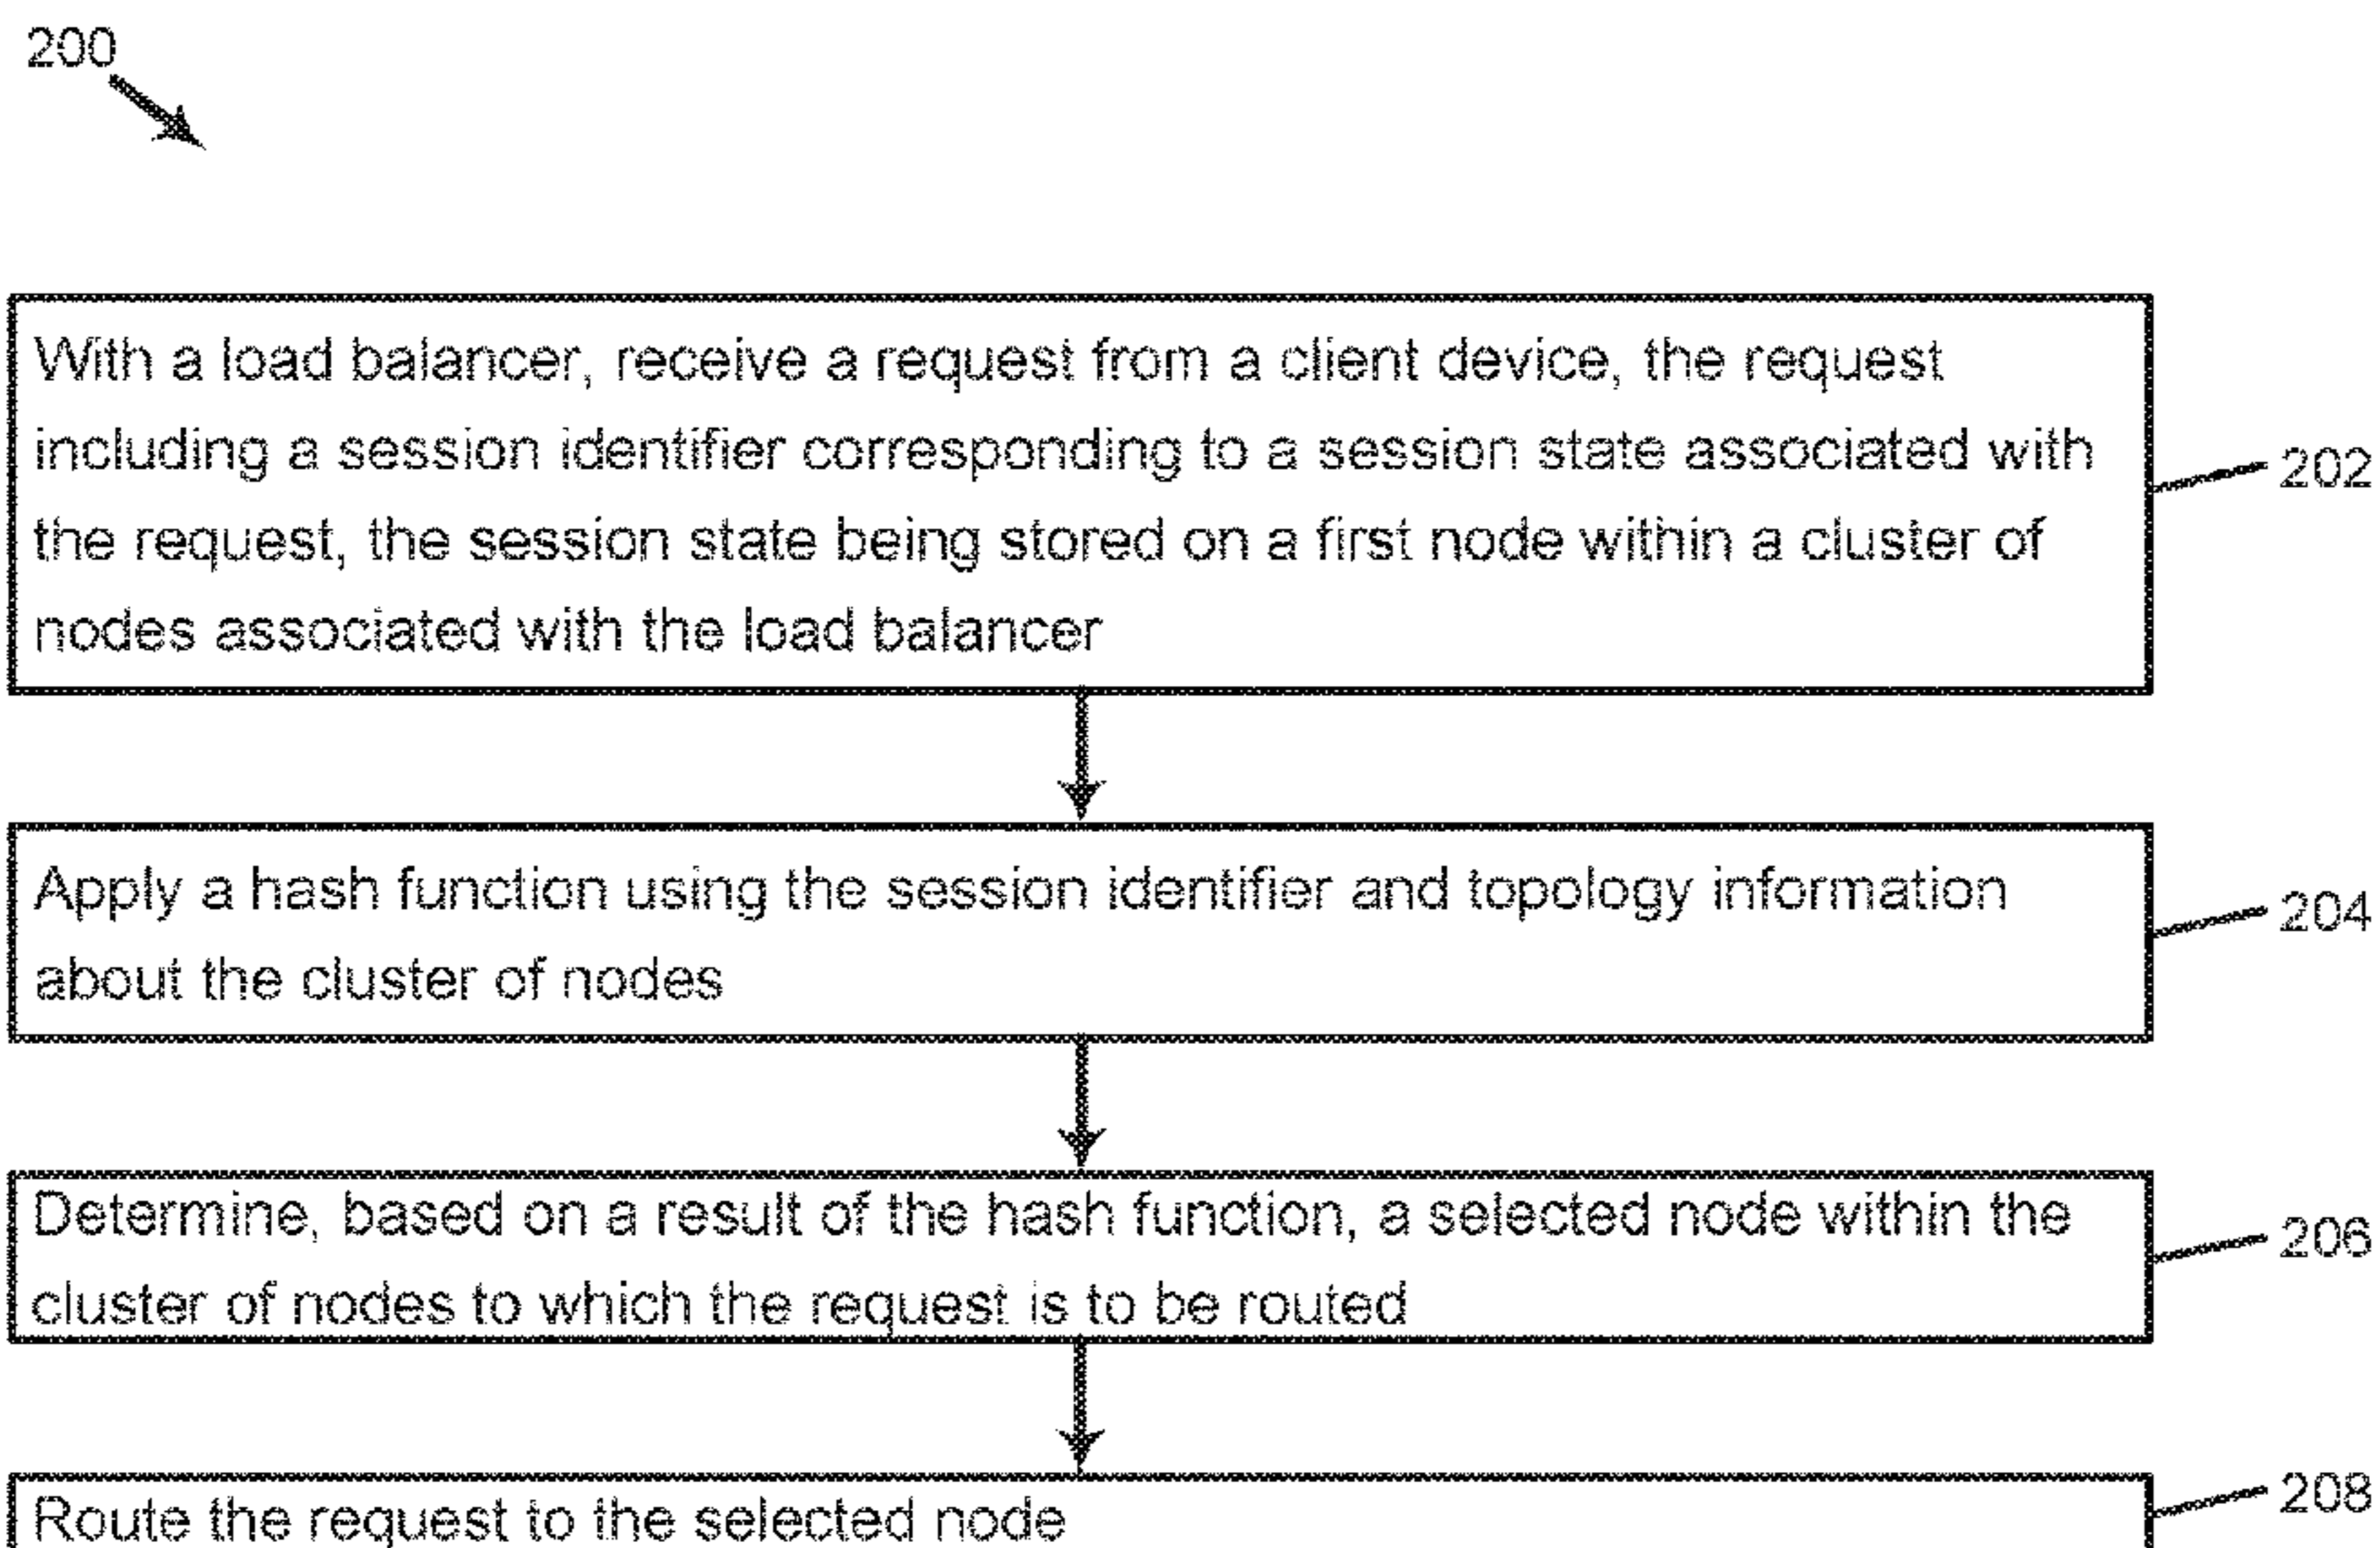 200
With a load balancer, receive a request from a client device, the request
including a session identifier corresponding to a session state associated with
the request, the session state being stored on a first node within a cluster of
nodes associated with the load balancer
202
Apply a hash function using the session identifier and topology information
about the cluster of nodes
204
Determine, based on a result of the hash function, a selected node within the
cluster of nodes to which the request is to be routed
206
Route the request to the selected node
208